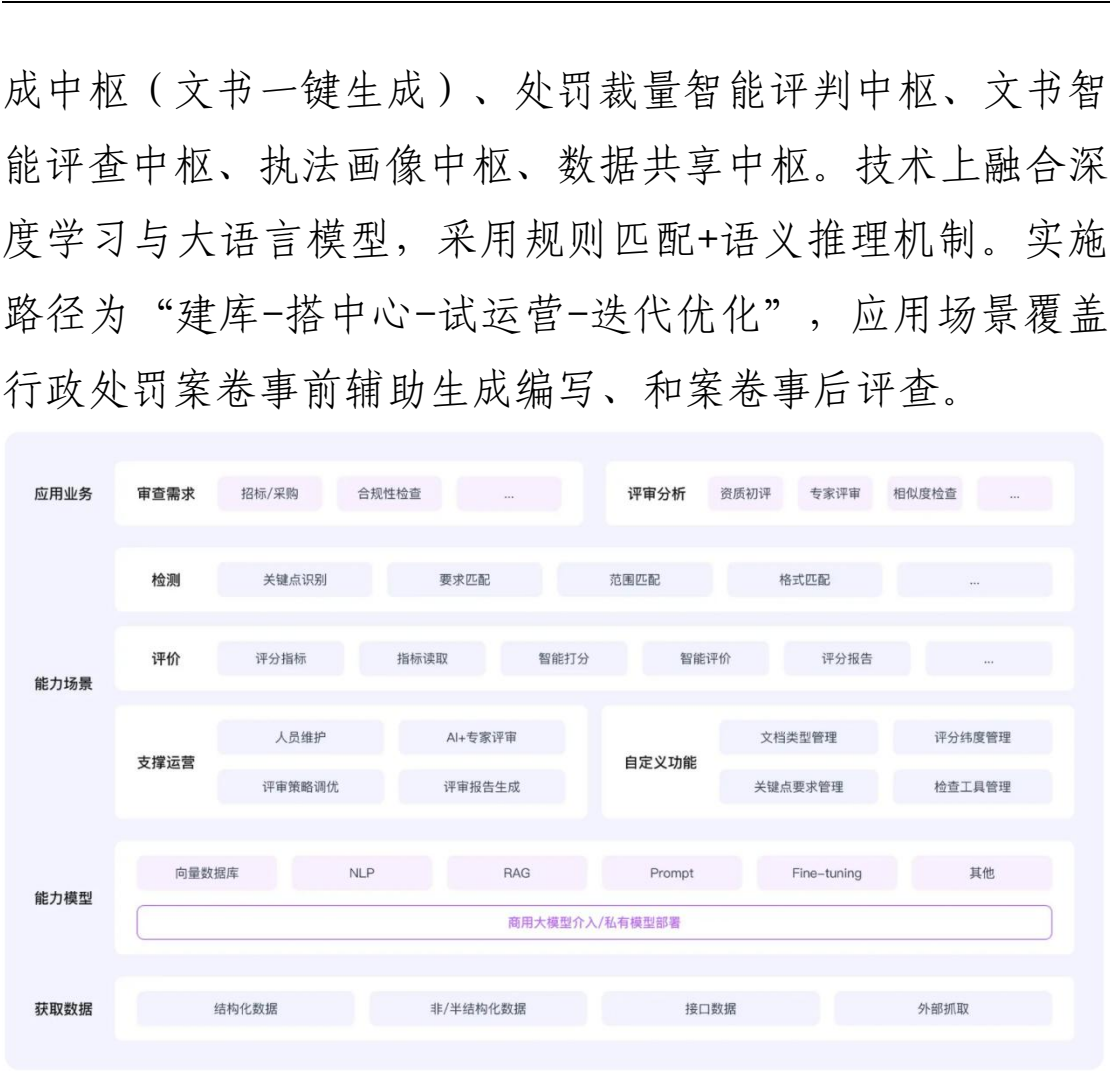 成中枢（文书一键生成）、处罚裁量智能评判中枢、文书智
能评查中枢、执法画像中枢、数据共享中枢。技术上融合深
度学习与大语言模型，采用规则匹配+语义推理机制。实施
路径为“建库-搭中心-试运营-迭代优化”，应用场景覆盖
行政处罚案卷事前辅助生成编写、和案卷事后评查。
应用业务 审查需求 招标/采购 合规性检查 ... 评审分析 资质初评 专家评审 相似度检查 ...
检测 关键点识别 要求匹配 范围匹配 格式匹配 ...
能力场景
评价 评分指标 指标读取 智能打分 智能评价 评分报告 ...
支撑运营 人员维护 AI+专家评审
评审策略调优 评审报告生成
自定义功能 文档类型管理 评分纬度管理
关键点要求管理 检查工具管理
能力模型 向量数据库 NLP RAG Prompt Fine-tuning 其他
商用大模型介入/私有模型部署
获取数据 结构化数据 非/半结构化数据 接口数据 外部抓取